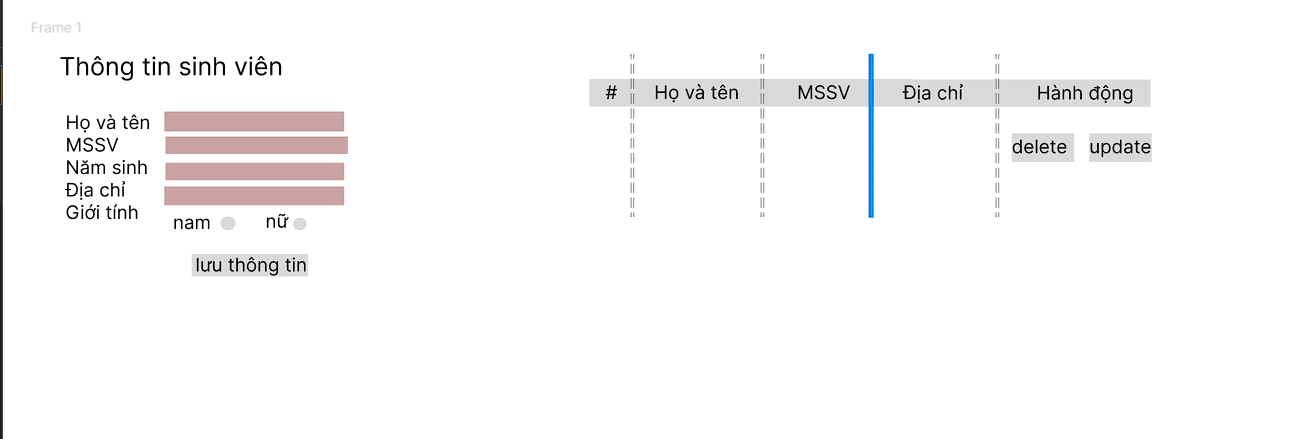 Frame 1
Thông tin sinh viên
Họ và tên
MSSV
Năm sinh
Địa chỉ
Giới tính
nam nữ
lưu thông tin
# Họ và tên MSSV Địa chỉ Hành động
delete update